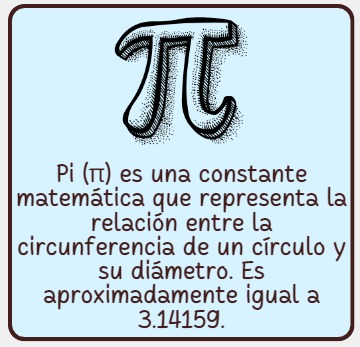 π
Pi (π) es una constante
matemática que representa la
relación entre la
circunferencia de un círculo y
su diámetro. Es
aproximadamente igual a
3.14159.